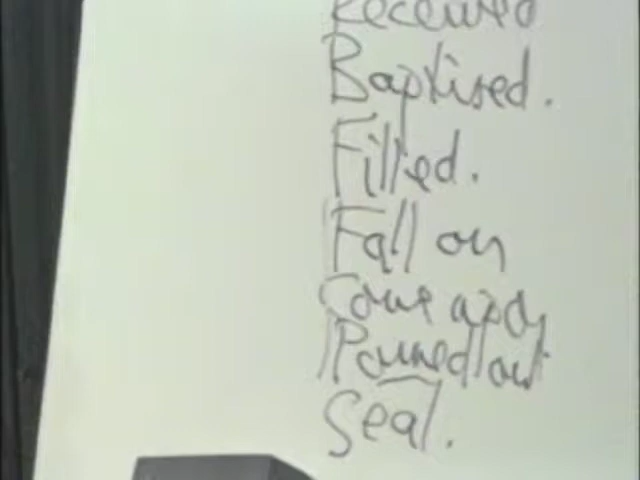 Received
Baptised.
Filled.
Fall on
Come upon
Poured out
Seal.